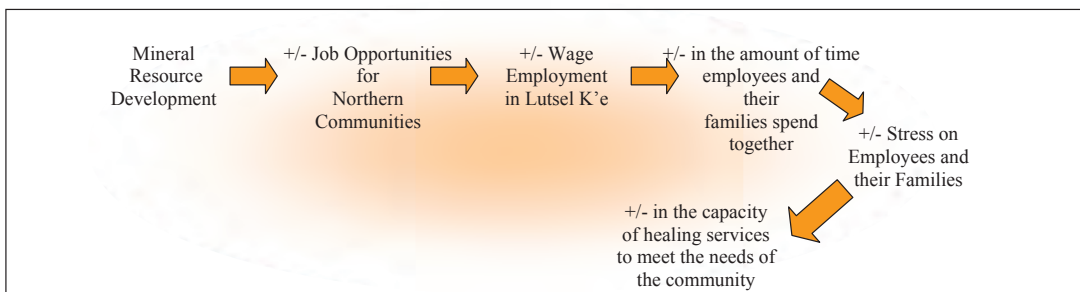 Mineral
Resource
Development
+/- Job Opportunities
for
Northern
Communities
+/- Wage
Employment
in Lutsel K’e
+/- in the amount of time
employees and
their
families spend
together
+/- Stress on
Employees and
their Families
+/- in the capacity
of healing services
to meet the needs of
the community